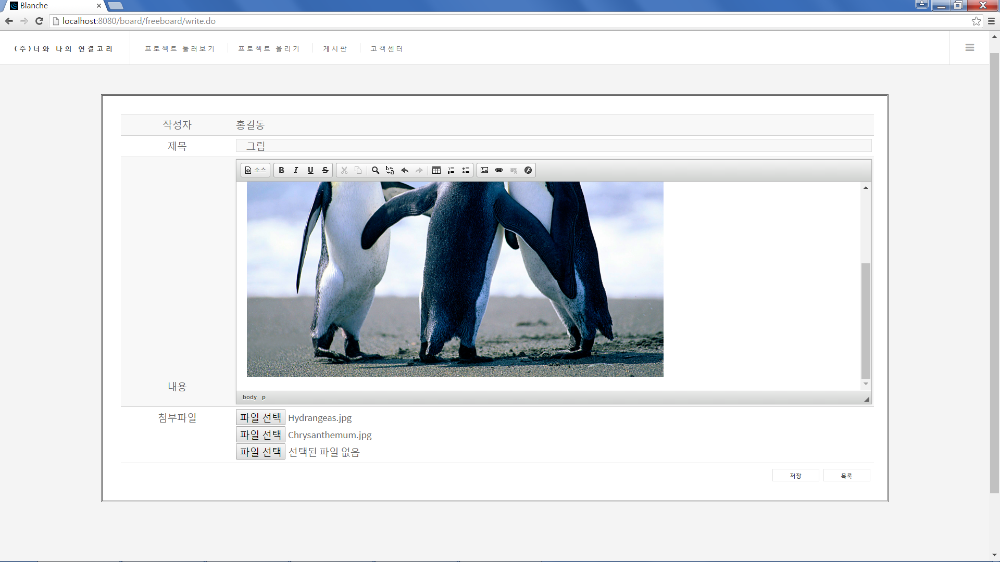 Blanche
localhost:8080/board/freeboard/write.do
(주)너와 나의 연결고리
프로젝트 둘러보기 프로젝트 올리기 게시판 고객센터
작성자 홍길동
제목 그림
소스 B I U S
내용
body p
첨부파일 파일 선택 Hydrangeas.jpg
파일 선택 Chrysanthemum.jpg
파일 선택 선택된 파일 없음
저장 목록